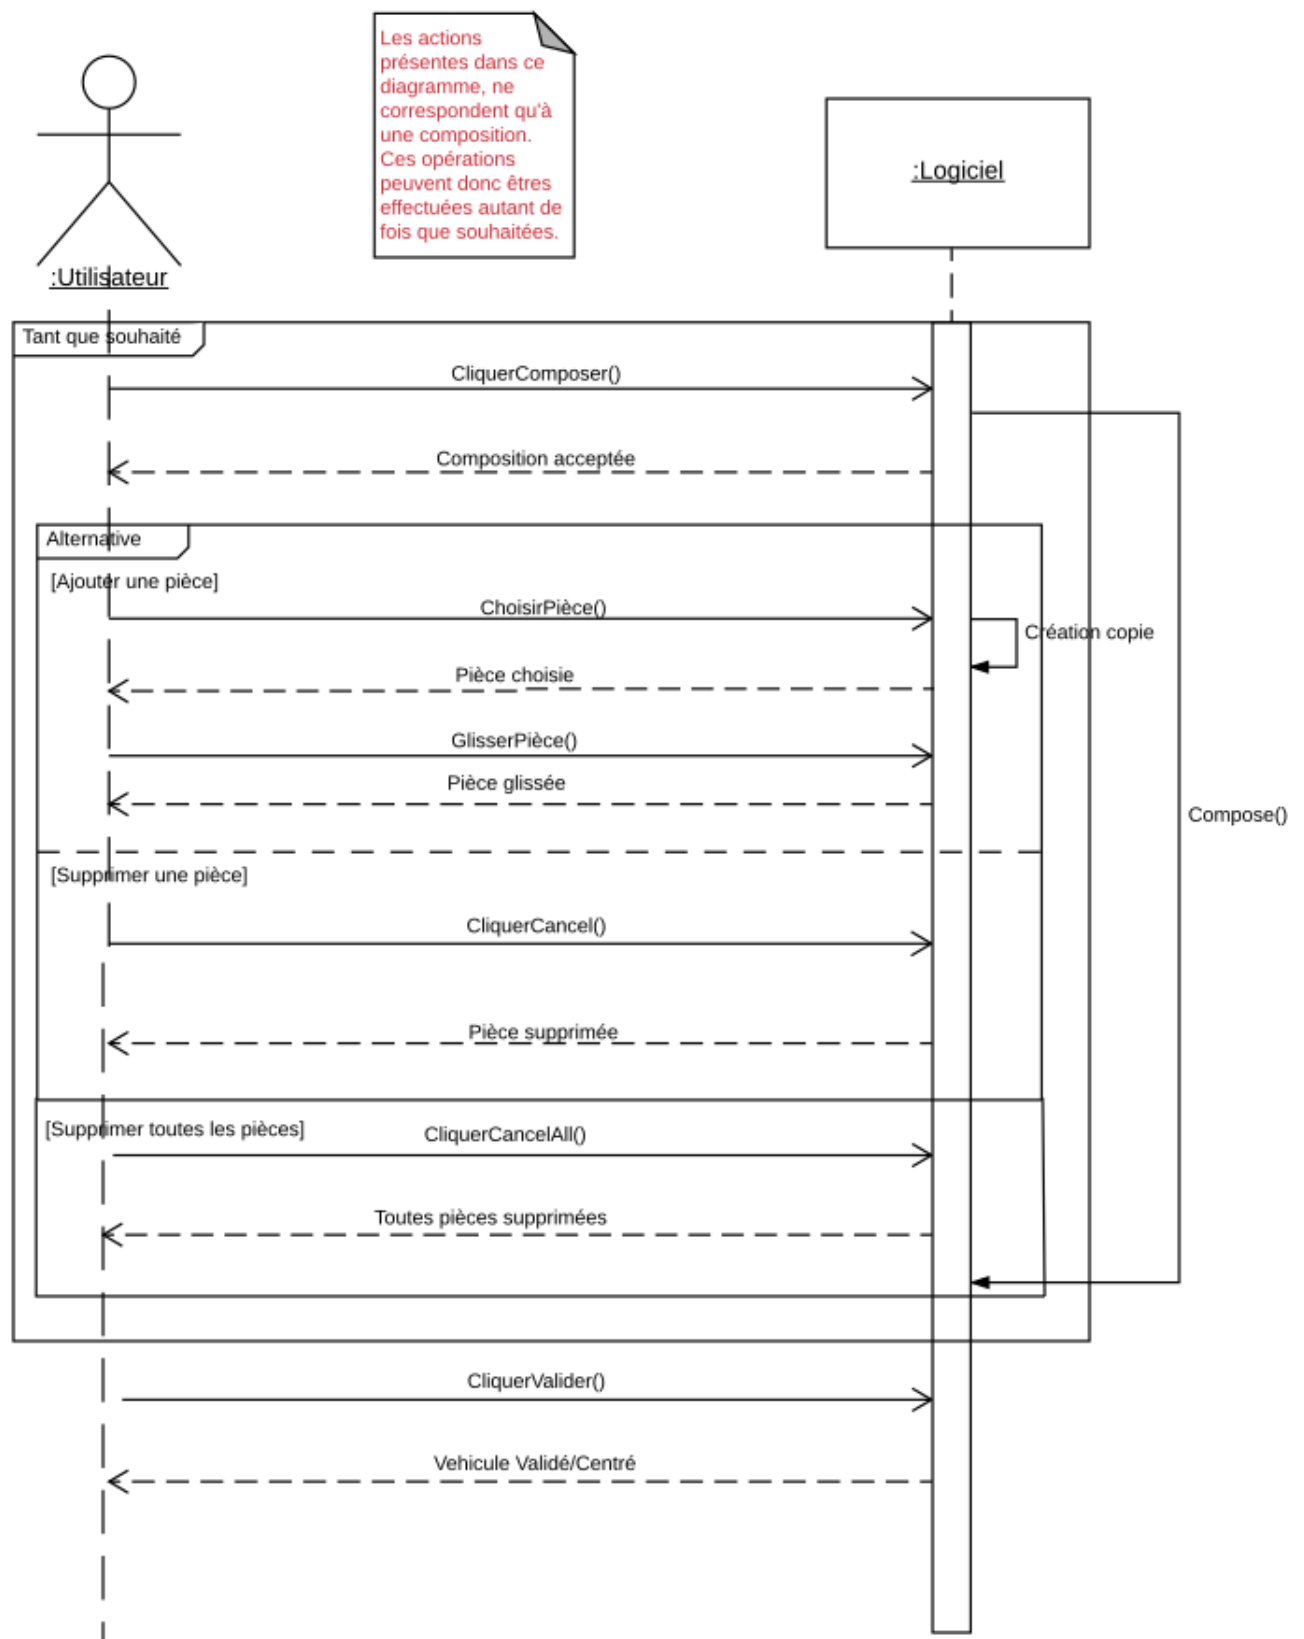 Les actions
présentes dans ce
diagramme, ne
correspondent qu'à
une composition.
Ces opérations
peuvent donc êtres
effectuées autant de
fois que souhaitées.
:Logiciel
:Utilisateur
Tant que souhaité
CliquerComposer()
Composition acceptée
Alternative
[Ajouter une pièce]
ChoisirPièce()
Création copie
Pièce choisie
GlisserPièce()
Pièce glissée
Compose()
[Supprimer une pièce]
CliquerCancel()
Pièce supprimée
[Supprimer toutes les pièces]
CliquerCancelAll()
Toutes pièces supprimées
CliquerValider()
Vehicule Validé/Centré